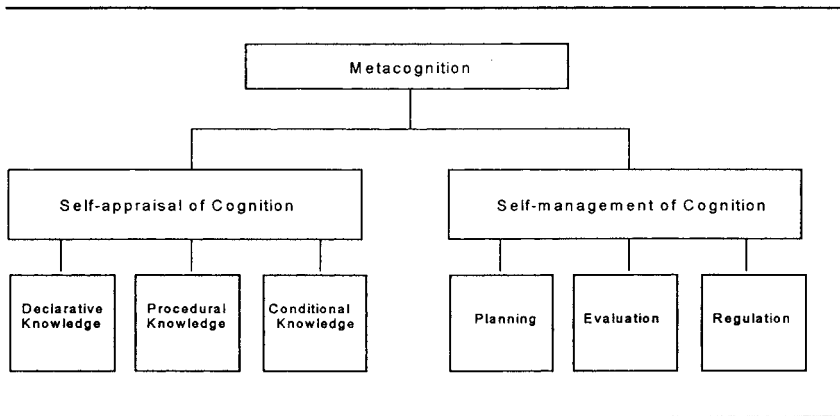 Metacognition
Self-appraisal of Cognition
Self-management of Cognition
Declarative
Knowledge
Procedural
Knowledge
Conditional
Knowledge
Planning
Evaluation
Regulation